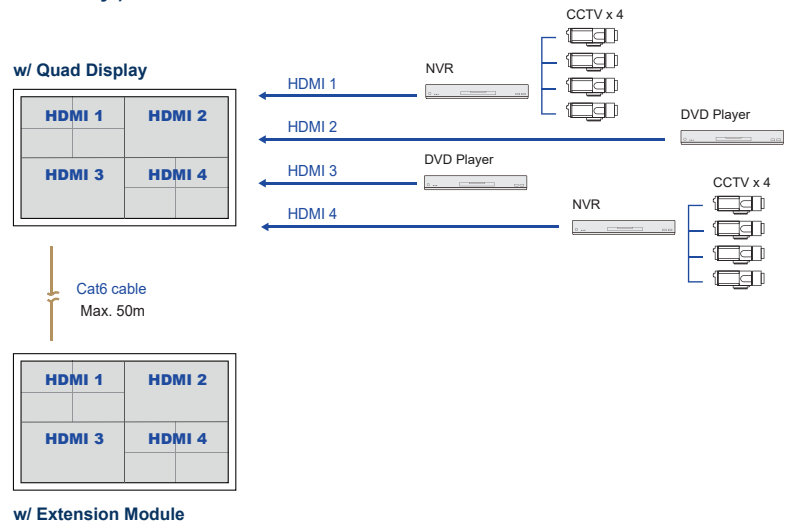 CCTV x 4
w/ Quad Display
NVR
HDMI 1
HDMI 1 HDMI 2
DVD Player
HDMI 2
DVD Player
HDMI 3
HDMI 3 HDMI 4
CCTV x 4
NVR
HDMI 4
Cat6 cable
Max. 50m
HDMI 1 HDMI 2
HDMI 3 HDMI 4
w/ Extension Module